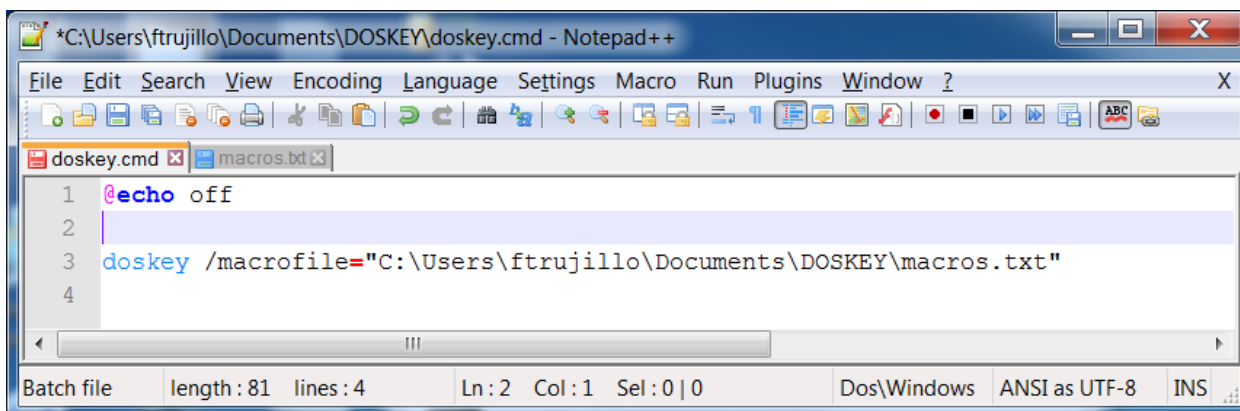 *C:\Users\ftrujillo\Documents\DOSKEY\doskey.cmd - Notepad++
File Edit Search View Encoding Language Settings Macro Run Plugins Window ? X
ABC
doskey.cmd macros.txt
1 @echo off
2
3 doskey /macrofile="C:\Users\ftrujillo\Documents\DOSKEY\macros.txt"
4
Batch file length : 81 lines : 4 Ln : 2 Col : 1 Sel : 0 | 0 Dos\Windows ANSI as UTF-8 INS